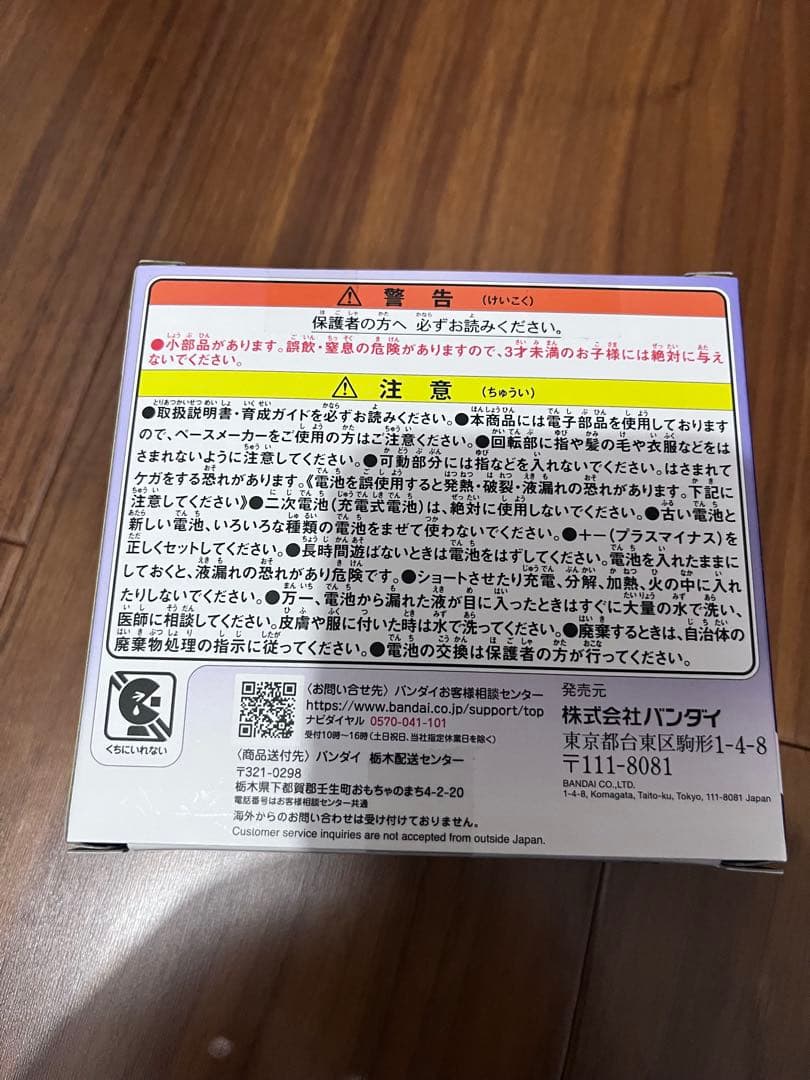 ⚠ 警告 (けいこく)
保護者の方へ 必ずお読みください。
●小部品があります。誤飲・窒息の危険がありますので、3才未満のお子様には絶対に与え
ないでください。
⚠ 注意 (ちゅうい)
●取扱説明書・育成ガイドを必ずお読みください。●本商品には電子部品を使用しております
ので、ペースメーカーをご使用の方はご注意ください。●回転部に指や髪の毛や衣服などをは
さまれないように注意してください。●可動部分には指などを入れないでください。はさまれて
ケガをする恐れがあります。《電池を誤使用すると発熱・破裂・液漏れの恐れがあります。下記に
注意してください》●二次電池(充電式電池)は、絶対に使用しないでください。●古い電池と
新しい電池、いろいろな種類の電池をまぜて使わないでください。●+-(プラスマイナス)を
正しくセットしてください。●長時間遊ばないときは電池をはずしてください。電池を入れたままに
しておくと、液漏れの恐れがあり危険です。●ショートさせたり充電、分解、加熱、火の中に入れ
たりしないでください。●万一、電池から漏れた液が目に入ったときはすぐに大量の水で洗い、
医師に相談してください。皮膚や服に付いた時は水で洗ってください。●廃棄するときは、自治体の
廃棄物処理の指示に従ってください。●電池の交換は保護者の方が行ってください。
くちにいれない
〈お問い合せ先〉バンダイお客様相談センター
https://www.bandai.co.jp/support/top
ナビダイヤル 0570-041-101
受付10時～16時(土日祝日、当社指定休業日を除く)
〈商品送付先〉バンダイ 栃木配送センター
〒321-0298
栃木県下都賀郡壬生町おもちゃのまち4-2-20
電話番号はお客様相談センター共通
海外からのお問い合わせは受け付けておりません。
Customer service inquiries are not accepted from outside Japan.
発売元
株式会社バンダイ
東京都台東区駒形1-4-8
〒111-8081
BANDAI CO.,LTD.
1-4-8, Komagata, Taito-ku, Tokyo, 111-8081 Japan